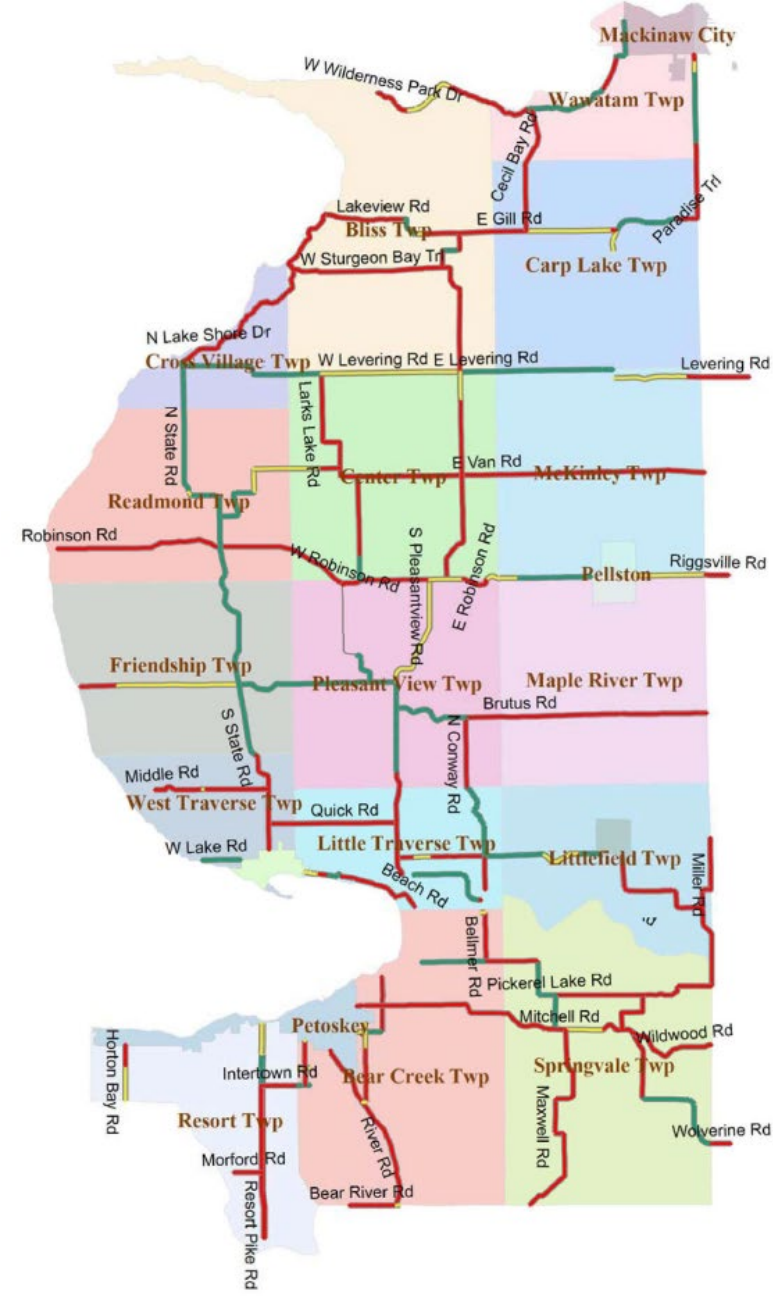 Mackinaw City
W Wilderness Park Dr
Wawatam Twp
Cecil Bay Rd
Paradise Trl
Lakeview Rd
E Gill Rd
Bliss Twp
W Sturgeon Bay Trl
Carp Lake Twp
N Lake Shore Dr
Cross Village Twp
W Levering Rd
E Levering Rd
Levering Rd
N State Rd
Larks Lake Rd
E Van Rd
Center Twp
McKinley Twp
Readmond Twp
Robinson Rd
W Robinson Rd
S Pleasantview Rd
E Robinson Rd
Riggsville Rd
Pellston
Friendship Twp
Pleasant View Twp
Maple River Twp
Brutus Rd
S State Rd
N Conway Rd
Middle Rd
West Traverse Twp
Quick Rd
W Lake Rd
Little Traverse Twp
Littlefield Twp
Miller Rd
Beach Rd
Bellmer Rd
Pickerel Lake Rd
Mitchell Rd
Petoskey
Wildwood Rd
Horton Bay Rd
Intertown Rd
Bear Creek Twp
Springvale Twp
Resort Twp
River Rd
Maxwell Rd
Wolverine Rd
Morford Rd
Bear River Rd
Resort Pike Rd